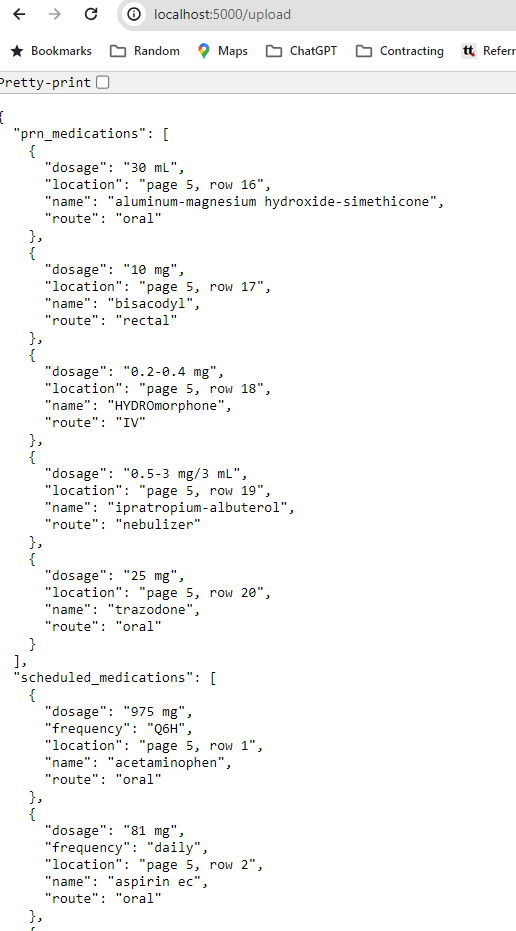 localhost:5000/upload
Bookmarks Random Maps ChatGPT Contracting tt Referr
Pretty-print
{
"prn_medications": [
{
"dosage": "30 mL",
"location": "page 5, row 16",
"name": "aluminum-magnesium hydroxide-simethicone",
"route": "oral"
},
{
"dosage": "10 mg",
"location": "page 5, row 17",
"name": "bisacodyl",
"route": "rectal"
},
{
"dosage": "0.2-0.4 mg",
"location": "page 5, row 18",
"name": "HYDROmorphone",
"route": "IV"
},
{
"dosage": "0.5-3 mg/3 mL",
"location": "page 5, row 19",
"name": "ipratropium-albuterol",
"route": "nebulizer"
},
{
"dosage": "25 mg",
"location": "page 5, row 20",
"name": "trazodone",
"route": "oral"
}
],
"scheduled_medications": [
{
"dosage": "975 mg",
"frequency": "Q6H",
"location": "page 5, row 1",
"name": "acetaminophen",
"route": "oral"
},
{
"dosage": "81 mg",
"frequency": "daily",
"location": "page 5, row 2",
"name": "aspirin ec",
"route": "oral"
},
{